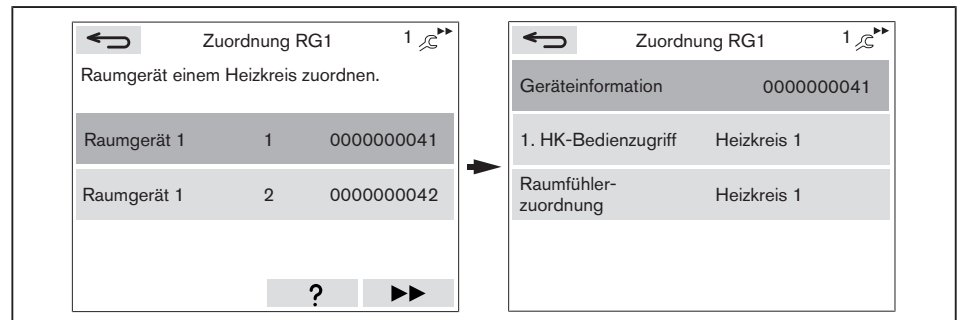 Zuordnung RG1 1
Raumgerät einem Heizkreis zuordnen.
Raumgerät 1 1 0000000041
Raumgerät 1 2 0000000042
?
Zuordnung RG1 1
Geräteinformation 0000000041
1. HK-Bedienzugriff Heizkreis 1
Raumfühler-
zuordnung Heizkreis 1